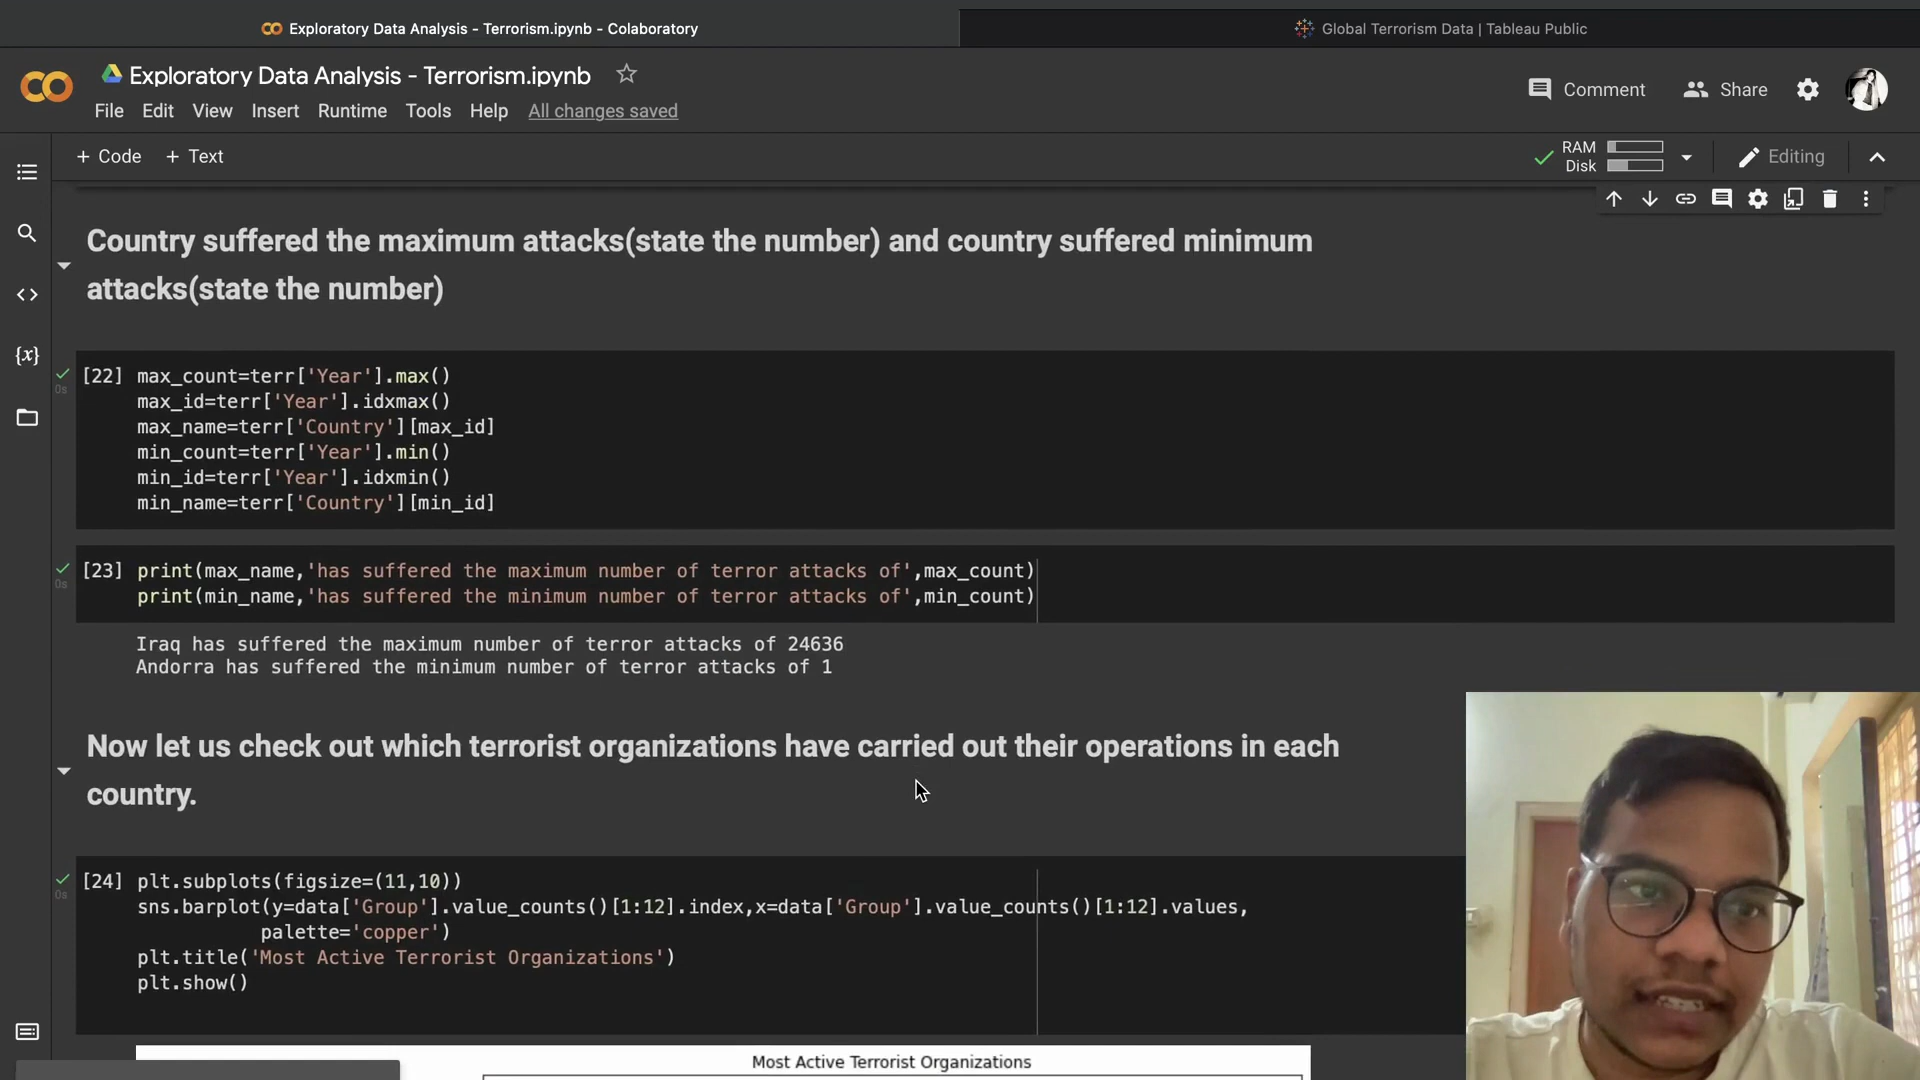 Exploratory Data Analysis - Terrorism.ipynb - Colaboratory
Global Terrorism Data | Tableau Public
Exploratory Data Analysis - Terrorism.ipynb
Comment
Share
File Edit View Insert Runtime Tools Help All changes saved
+ Code + Text
RAM
Disk
Editing
Country suffered the maximum attacks(state the number) and country suffered minimum
attacks(state the number)
[22] max_count=terr['Year'].max()
0s
max_id=terr['Year'].idxmax()
max_name=terr['Country'][max_id]
min_count=terr['Year'].min()
min_id=terr['Year'].idxmin()
min_name=terr['Country'][min_id]
[23] print(max_name,'has suffered the maximum number of terror attacks of',max_count)
0s
print(min_name,'has suffered the minimum number of terror attacks of',min_count)
Iraq has suffered the maximum number of terror attacks of 24636
Andorra has suffered the minimum number of terror attacks of 1
Now let us check out which terrorist organizations have carried out their operations in each
country.
[24] plt.subplots(figsize=(11,10))
0s
sns.barplot(y=data['Group'].value_counts()[1:12].index,x=data['Group'].value_counts()[1:12].values,
palette='copper')
plt.title('Most Active Terrorist Organizations')
plt.show()
Most Active Terrorist Organizations